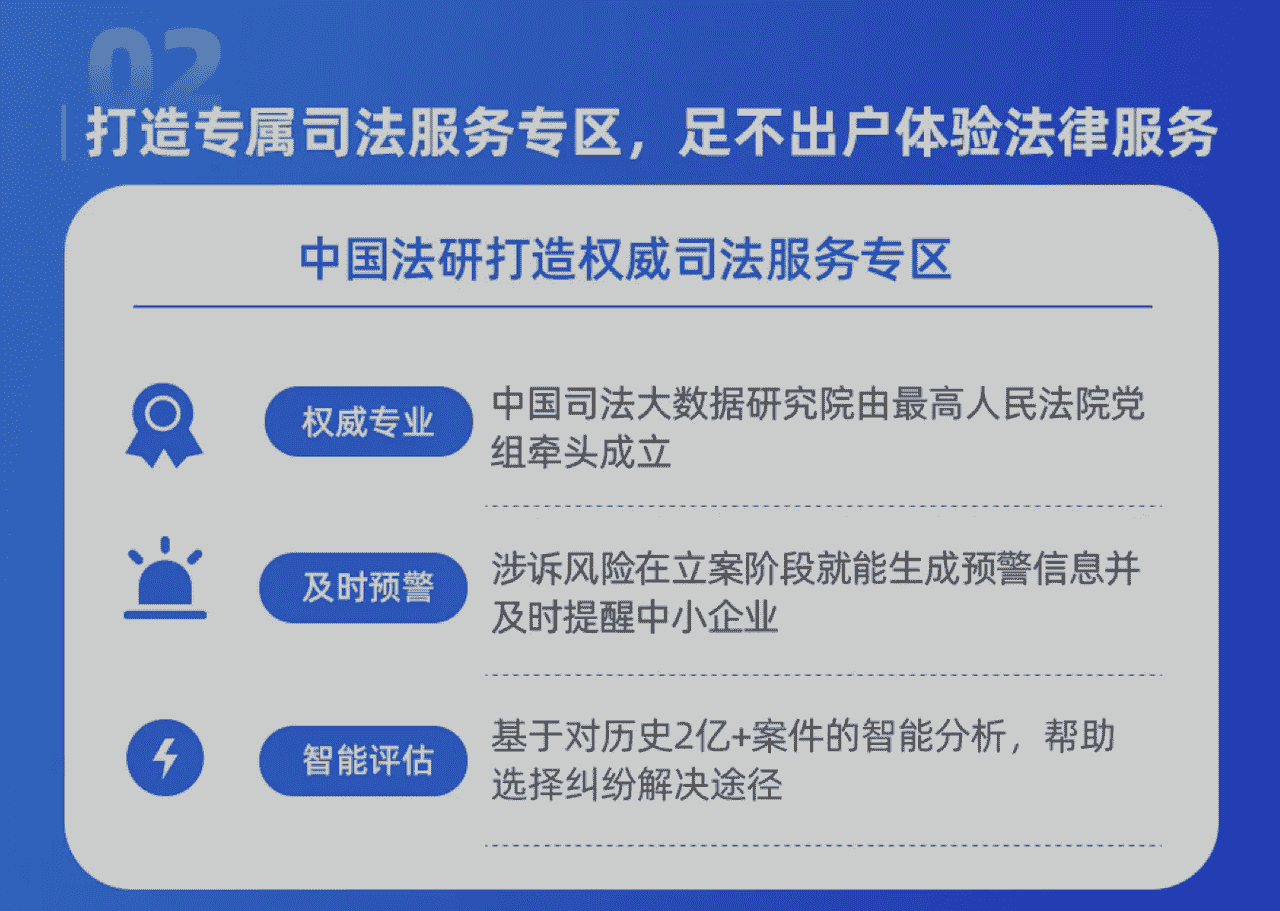 02
打造专属司法服务专区，足不出户体验法律服务
中国法研打造权威司法服务专区
权威专业
中国司法大数据研究院由最高人民法院党
组牵头成立
及时预警
涉诉风险在立案阶段就能生成预警信息并
及时提醒中小企业
智能评估
基于对历史2亿+案件的智能分析，帮助
选择纠纷解决途径